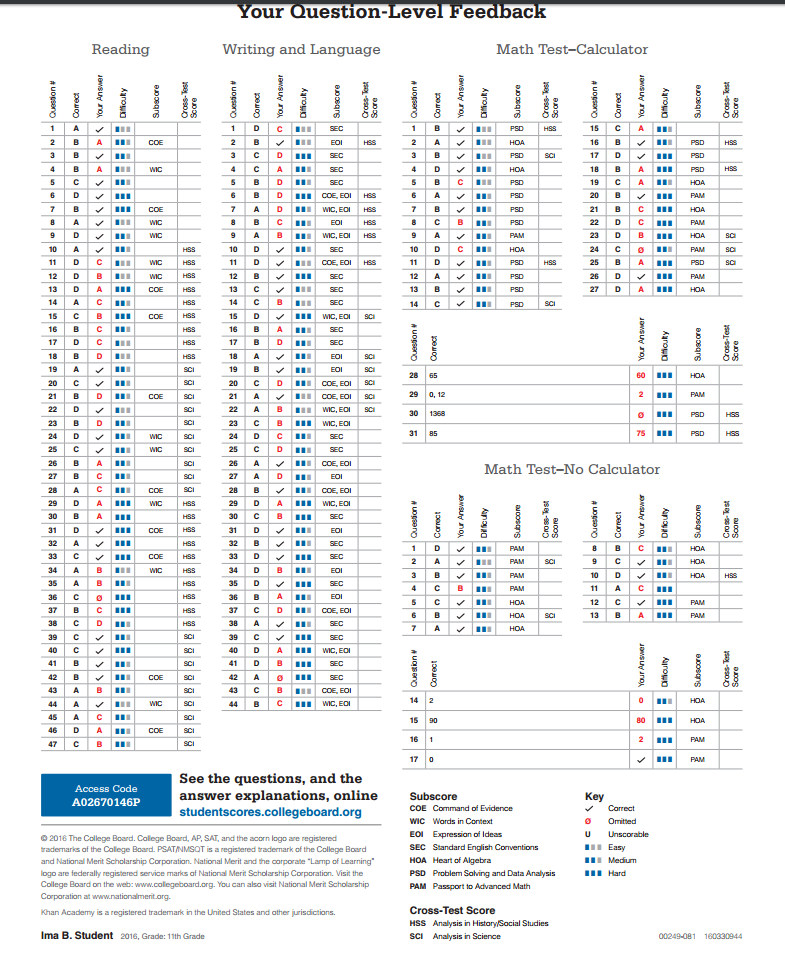 Your Question-Level Feedback
Reading
Question # Correct Your Answer Difficulty Subscore Cross-Test Score
1 A ✓
2 B A COE
3 B ✓
4 B A WIC
5 C ✓
6 D ✓
7 B ✓ COE
8 A ✓ WIC
9 D ✓ WIC
10 A ✓ HSS
11 D C WIC HSS
12 D B WIC HSS
13 D A COE HSS
14 A C HSS
15 C B COE HSS
16 B C HSS
17 D C HSS
18 B D HSS
19 A ✓ SCI
20 C ✓ SCI
21 B D COE SCI
22 D ✓ SCI
23 B D SCI
24 D ✓ WIC SCI
25 C ✓ WIC SCI
26 B A SCI
27 B C SCI
28 A C COE SCI
29 D A WIC HSS
30 B A HSS
31 D ✓ COE HSS
32 A ✓ HSS
33 C ✓ COE HSS
34 A B WIC HSS
35 A B HSS
36 C Ø HSS
37 B C HSS
38 C D HSS
39 C ✓ SCI
40 C ✓ SCI
41 B ✓ SCI
42 B ✓ COE SCI
43 A B SCI
44 A ✓ WIC SCI
45 A C SCI
46 D A COE SCI
47 C B SCI
Writing and Language
Question # Correct Your Answer Difficulty Subscore Cross-Test Score
1 D C SEC
2 B ✓ EOI HSS
3 C D SEC
4 C A SEC
5 B D SEC
6 B D COE, EOI HSS
7 A D WIC, EOI HSS
8 B C EOI HSS
9 A B WIC, EOI HSS
10 D ✓ SEC
11 D ✓ COE, EOI HSS
12 B ✓ SEC
13 C ✓ SEC
14 C B SEC
15 D ✓ WIC, EOI SCI
16 B A SEC
17 B D SEC
18 A ✓ EOI SCI
19 B ✓ EOI SCI
20 C D COE, EOI SCI
21 A ✓ COE, EOI SCI
22 A B WIC, EOI SCI
23 C B WIC, EOI
24 D C SEC
25 C D SEC
26 A ✓ COE, EOI
27 A D EOI
28 B ✓ COE, EOI
29 D A WIC, EOI
30 C B SEC
31 D ✓ EOI
32 B ✓ SEC
33 D ✓ SEC
34 D B EOI
35 D ✓ SEC
36 B A EOI
37 C D COE, EOI
38 A ✓ SEC
39 C ✓ SEC
40 D A WIC, EOI
41 D B SEC
42 A Ø SEC
43 C B COE, EOI
44 B C WIC, EOI
Math Test–Calculator
Question # Correct Your Answer Difficulty Subscore Cross-Test Score
1 B ✓ PSD HSS
2 A ✓ HOA
3 B ✓ PSD SCI
4 D ✓ HOA
5 B C PSD
6 A ✓ PSD
7 B ✓ PSD
8 C B PSD
9 A ✓ PAM
10 D C HOA
11 D ✓ PSD HSS
12 A ✓ PSD
13 B ✓ PSD
14 C ✓ PSD SCI
Question # Correct Your Answer Difficulty Subscore Cross-Test Score
15 C A
16 B ✓ PSD HSS
17 D ✓ PSD
18 B A PSD HSS
19 C A HOA
20 B ✓ PAM
21 B C HOA
22 D C PAM
23 D B HOA SCI
24 C Ø PAM SCI
25 B A PSD SCI
26 D ✓ PAM
27 D A HOA
Question # Correct Your Answer Difficulty Subscore Cross-Test Score
28 65 60 HOA
29 0, 12 2 PAM
30 1368 Ø PSD HSS
31 85 75 PSD HSS
Math Test–No Calculator
Question # Correct Your Answer Difficulty Subscore Cross-Test Score
1 D ✓ PAM
2 A ✓ PAM SCI
3 B ✓ PAM
4 C B PAM
5 C ✓ HOA
6 B ✓ HOA SCI
7 A ✓ HOA
Question # Correct Your Answer Difficulty Subscore Cross-Test Score
8 B C HOA
9 C ✓ HOA
10 D ✓ HOA HSS
11 A C
12 C ✓ PAM
13 B A PAM
Question # Correct Your Answer Difficulty Subscore Cross-Test Score
14 2 0 HOA
15 90 80 HOA
16 1 2 PAM
17 0 ✓ PAM
Access Code
A02670146P
See the questions, and the
answer explanations, online
studentscores.collegeboard.org
© 2016 The College Board. College Board, AP, SAT, and the acorn logo are registered
trademarks of the College Board. PSAT/NMSQT is a registered trademark of the College Board
and National Merit Scholarship Corporation. National Merit and the corporate “Lamp of Learning”
logo are federally registered service marks of National Merit Scholarship Corporation. Visit the
College Board on the web: www.collegeboard.org. You can also visit National Merit Scholarship
Corporation at www.nationalmerit.org.
Khan Academy is a registered trademark in the United States and other jurisdictions.
Ima B. Student 2016, Grade: 11th Grade
Subscore
COE Command of Evidence
WIC Words in Context
EOI Expression of Ideas
SEC Standard English Conventions
HOA Heart of Algebra
PSD Problem Solving and Data Analysis
PAM Passport to Advanced Math
Key
✓ Correct
Ø Omitted
U Unscorable
Easy
Medium
Hard
Cross-Test Score
HSS Analysis in History/Social Studies
SCI Analysis in Science
00249-081 160330944